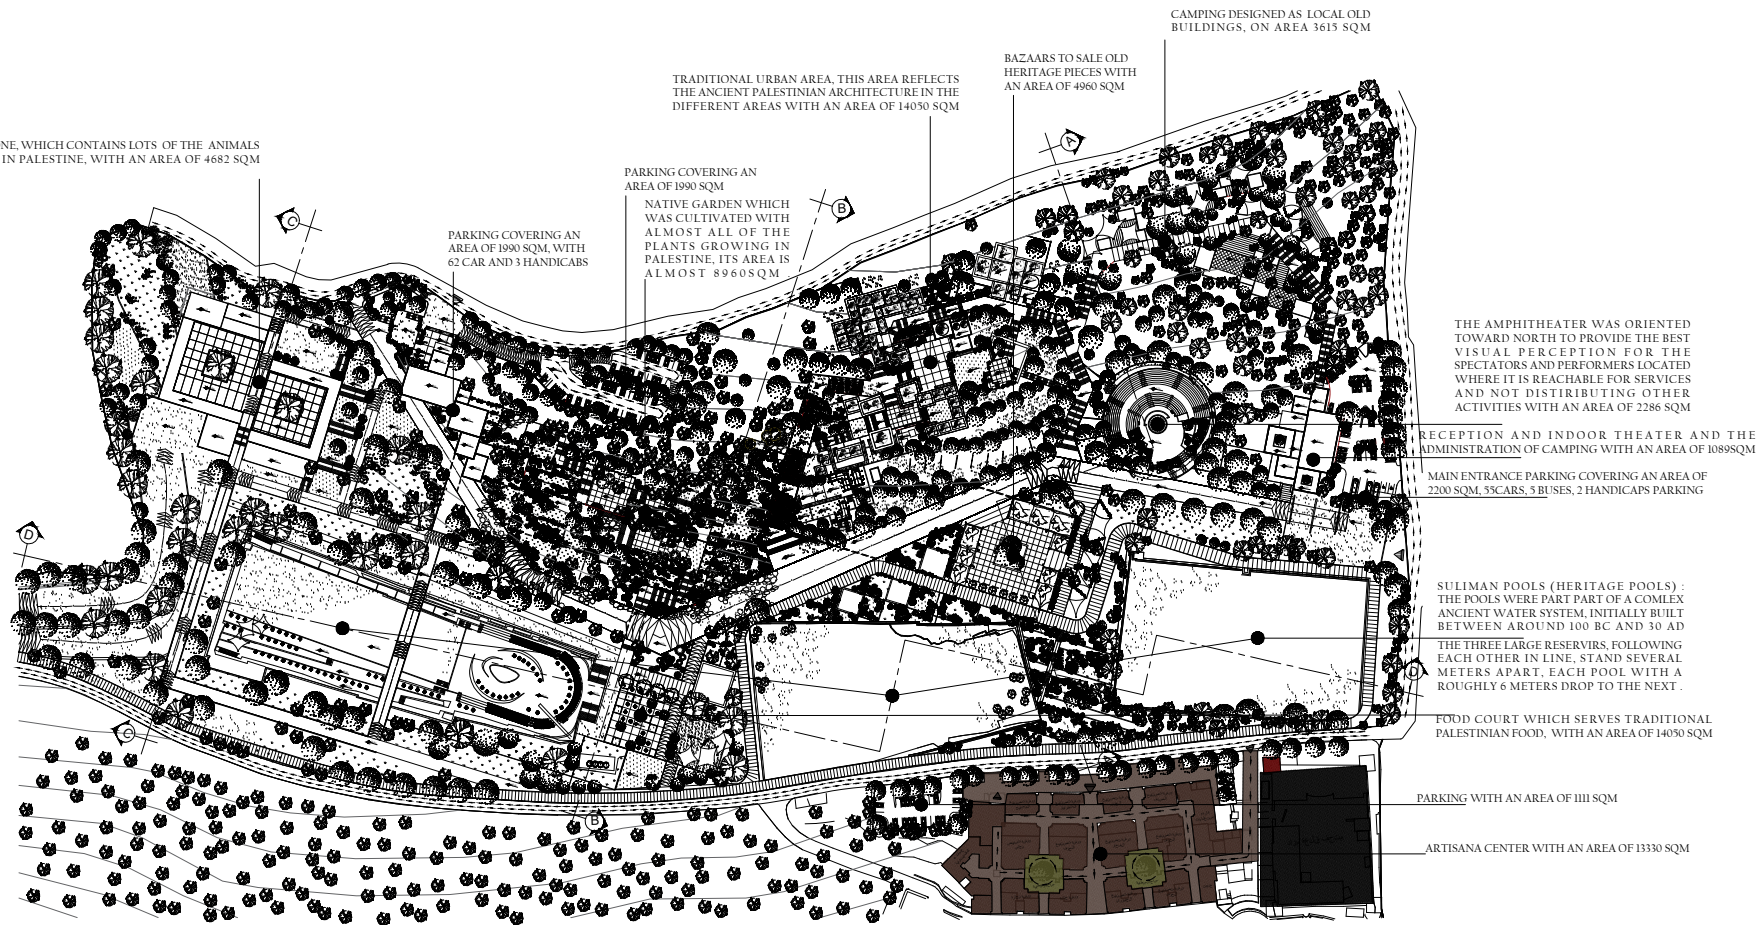 CAMPING DESIGNED AS LOCAL OLD
BUILDINGS, ON AREA 3615 SQM
BAZAARS TO SALE OLD
HERITAGE PIECES WITH
AN AREA OF 4960 SQM
TRADITIONAL URBAN AREA, THIS AREA REFLECTS
THE ANCIENT PALESTINIAN ARCHITECTURE IN THE
DIFFERENT AREAS WITH AN AREA OF 14050 SQM
NE, WHICH CONTAINS LOTS OF THE ANIMALS
IN PALESTINE, WITH AN AREA OF 4682 SQM
PARKING COVERING AN
AREA OF 1990 SQM
NATIVE GARDEN WHICH
WAS CULTIVATED WITH
ALMOST ALL OF THE
PLANTS GROWING IN
PALESTINE, ITS AREA IS
ALMOST 8960SQM .
PARKING COVERING AN
AREA OF 1990 SQM, WITH
62 CAR AND 3 HANDICABS
A
B
C
D
THE AMPHITHEATER WAS ORIENTED
TOWARD NORTH TO PROVIDE THE BEST
VISUAL PERCEPTION FOR THE
SPECTATORS AND PERFORMERS LOCATED
WHERE IT IS REACHABLE FOR SERVICES
AND NOT DISTIRIBUTING OTHER
ACTIVITIES WITH AN AREA OF 2286 SQM
RECEPTION AND INDOOR THEATER AND THE
ADMINISTRATION OF CAMPING WITH AN AREA OF 1089SQM
MAIN ENTRANCE PARKING COVERING AN AREA OF
2200 SQM, 55CARS, 5 BUSES, 2 HANDICAPS PARKING
SULIMAN POOLS (HERITAGE POOLS) :
THE POOLS WERE PART PART OF A COMLEX
ANCIENT WATER SYSTEM, INITIALLY BUILT
BETWEEN AROUND 100 BC AND 30 AD
THE THREE LARGE RESERVIRS, FOLLOWING
EACH OTHER IN LINE, STAND SEVERAL
METERS APART, EACH POOL WITH A
ROUGHLY 6 METERS DROP TO THE NEXT .
D
C
FOOD COURT WHICH SERVES TRADITIONAL
PALESTINIAN FOOD, WITH AN AREA OF 14050 SQM
PARKING WITH AN AREA OF 1111 SQM
B
ARTISANA CENTER WITH AN AREA OF 13330 SQM